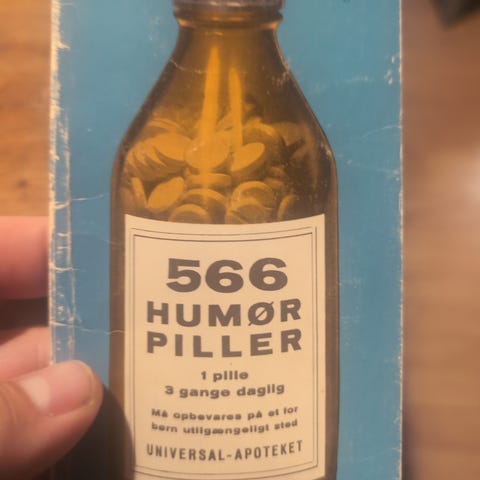 566
HUMØR
PILLER
1 pille
3 gange daglig
Må opbevares på et for
børn utilgængeligt sted
UNIVERSAL-APOTEKET